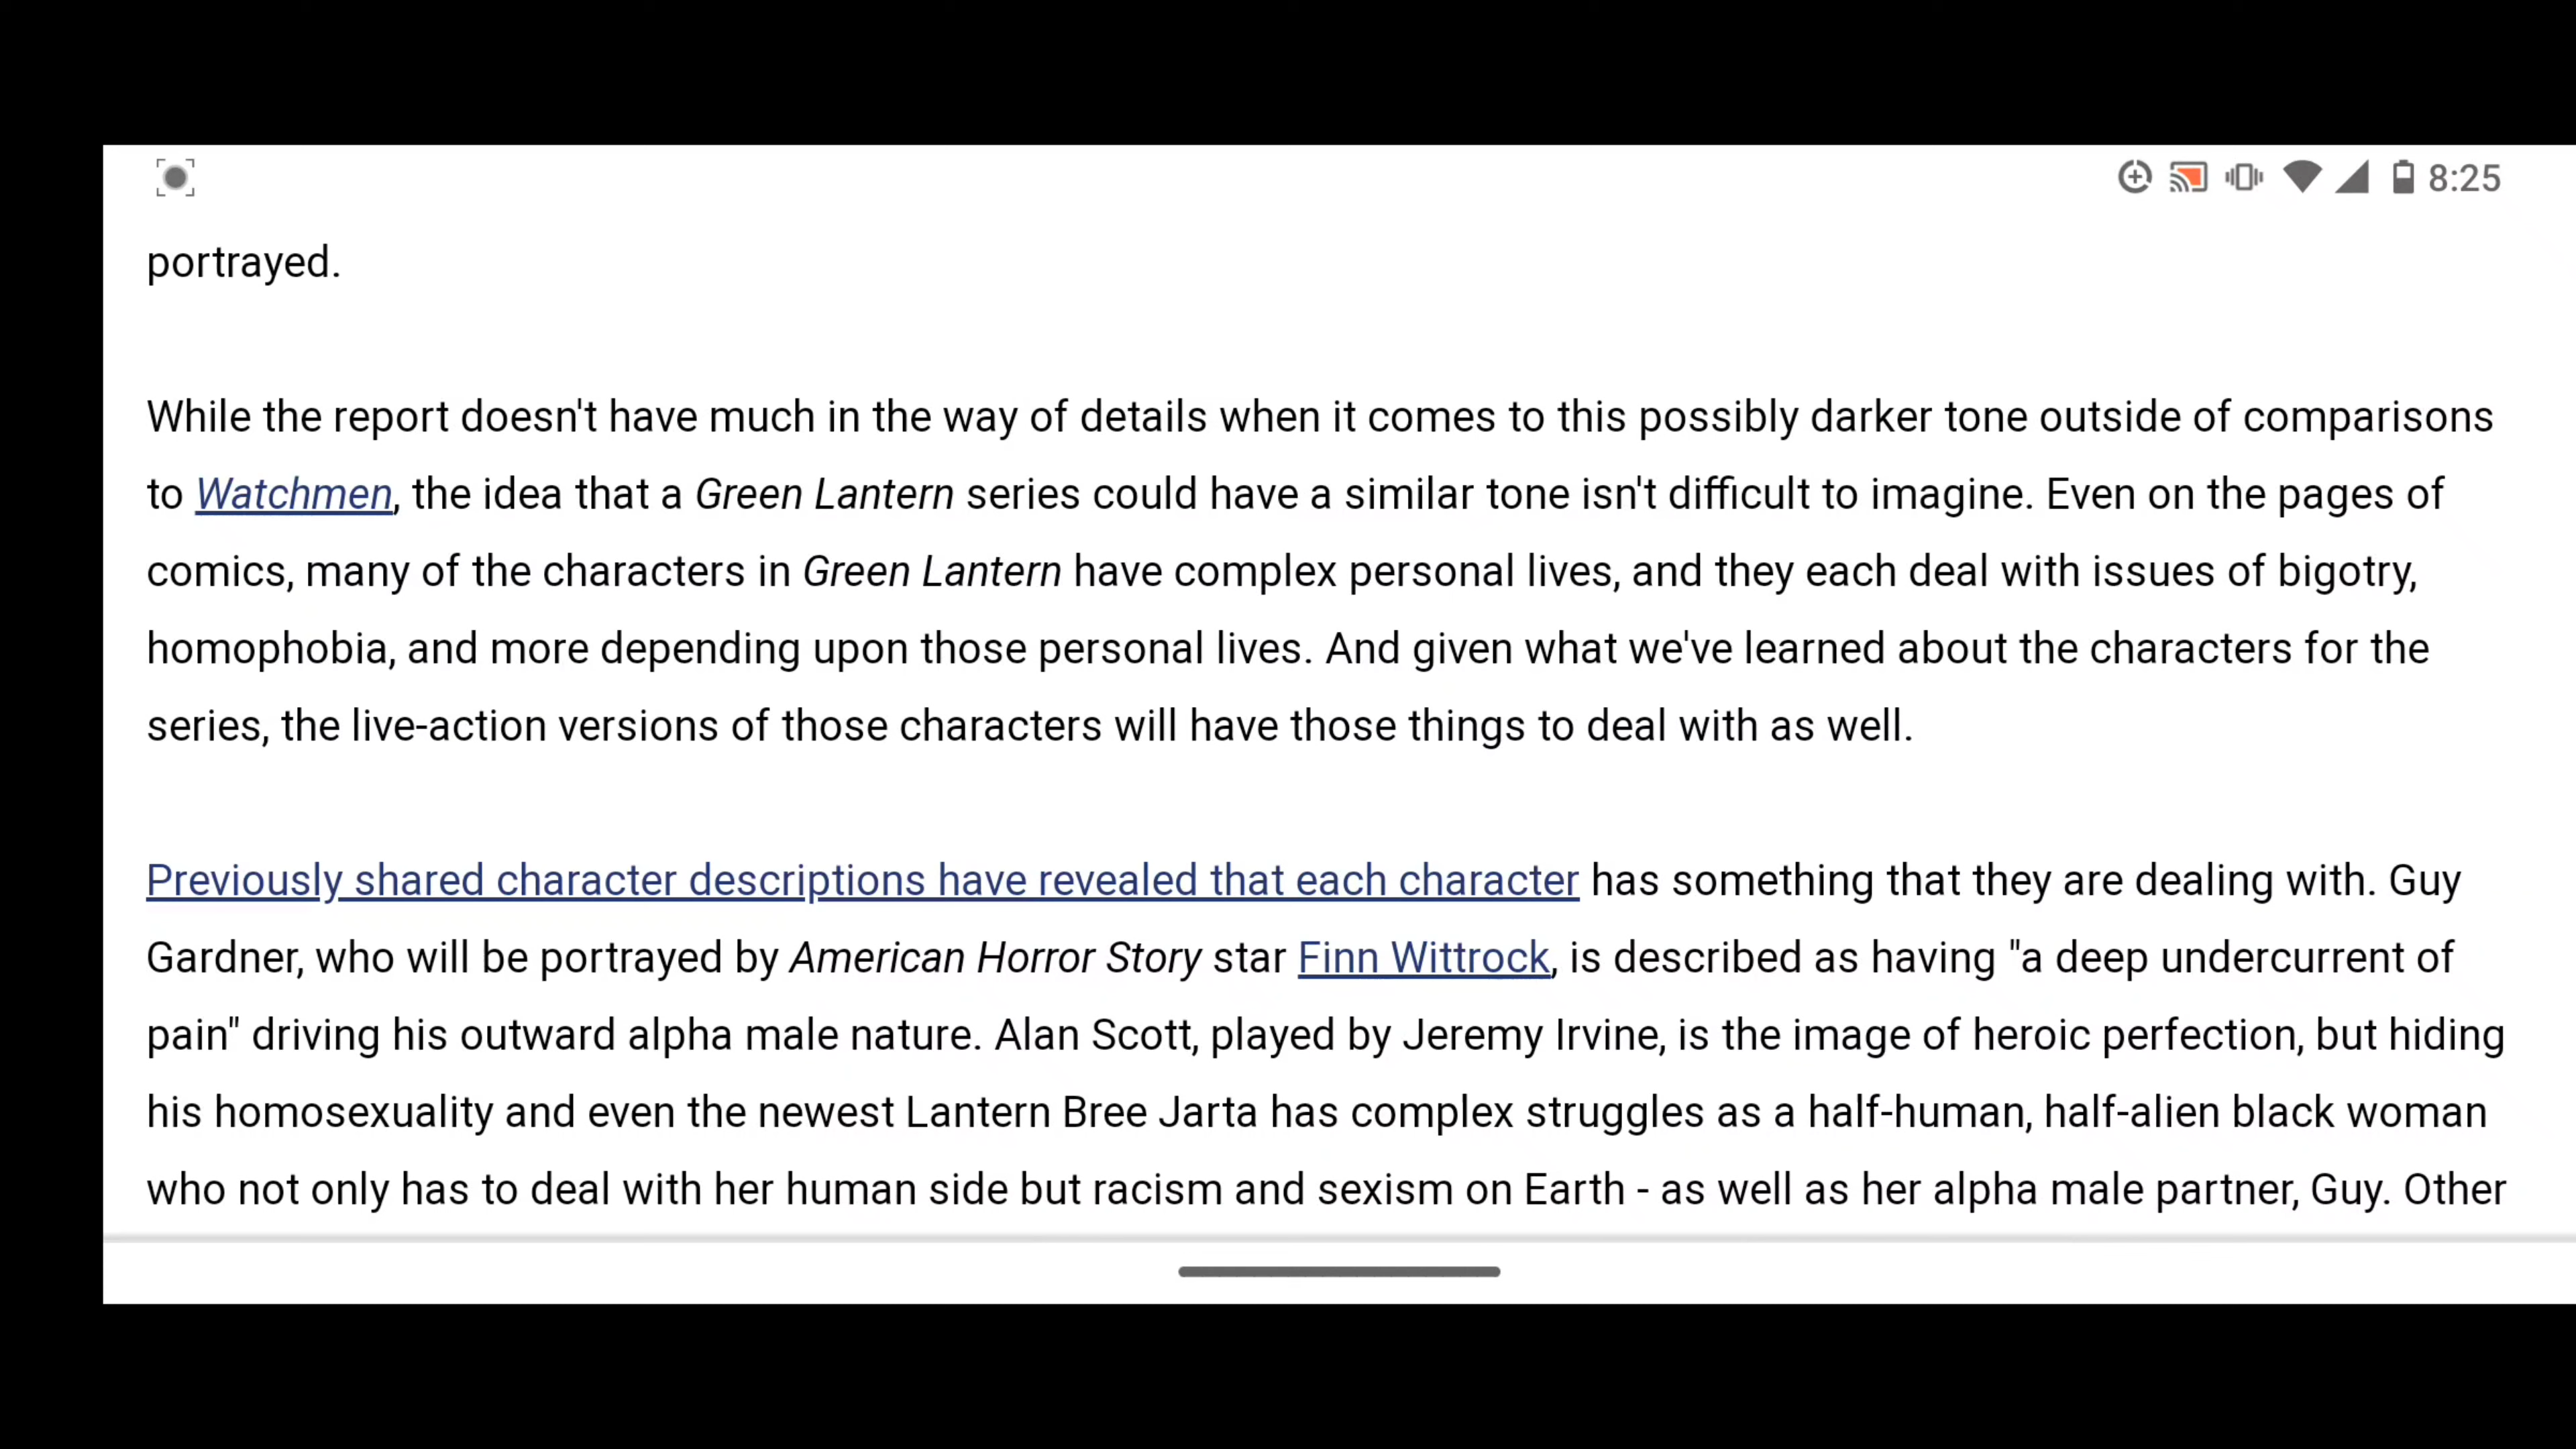 8:25
portrayed.
While the report doesn't have much in the way of details when it comes to this possibly darker tone outside of comparisons
to Watchmen, the idea that a Green Lantern series could have a similar tone isn't difficult to imagine. Even on the pages of
comics, many of the characters in Green Lantern have complex personal lives, and they each deal with issues of bigotry,
homophobia, and more depending upon those personal lives. And given what we've learned about the characters for the
series, the live-action versions of those characters will have those things to deal with as well.
Previously shared character descriptions have revealed that each character has something that they are dealing with. Guy
Gardner, who will be portrayed by American Horror Story star Finn Wittrock, is described as having "a deep undercurrent of
pain" driving his outward alpha male nature. Alan Scott, played by Jeremy Irvine, is the image of heroic perfection, but hiding
his homosexuality and even the newest Lantern Bree Jarta has complex struggles as a half-human, half-alien black woman
who not only has to deal with her human side but racism and sexism on Earth - as well as her alpha male partner, Guy. Other